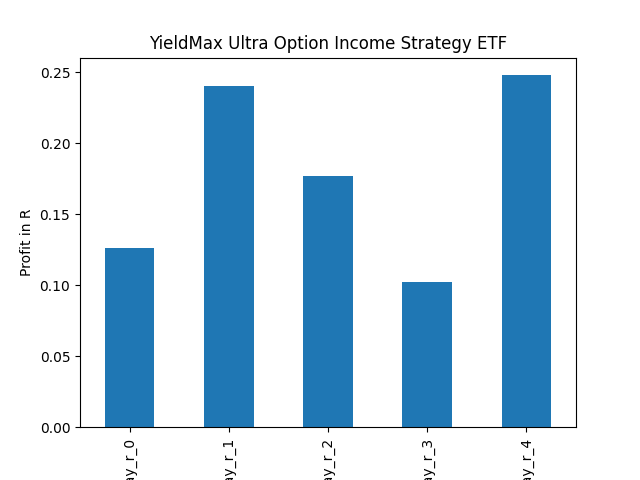 YieldMax Ultra Option Income Strategy ETF
Profit in R
0.25
0.20
0.15
0.10
0.05
0.00
ay_r_0
ay_r_1
ay_r_2
ay_r_3
ay_r_4